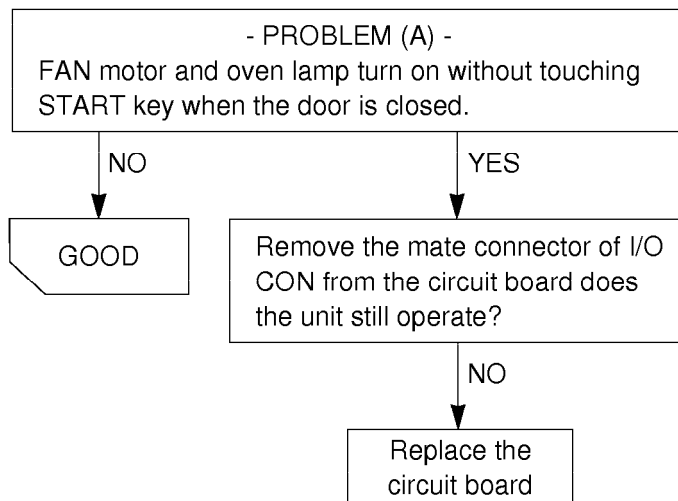 - PROBLEM (A) -
FAN motor and oven lamp turn on without touching
START key when the door is closed.
NO
YES
GOOD
Remove the mate connector of I/O
CON from the circuit board does
the unit still operate?
NO
Replace the
circuit board